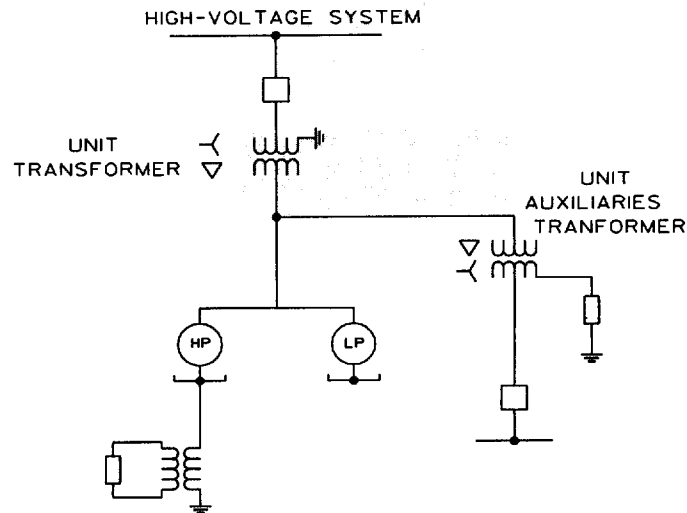 HIGH-VOLTAGE SYSTEM
UNIT
TRANSFORMER
UNIT
AUXILIARIES
TRANFORMER
HP
LP